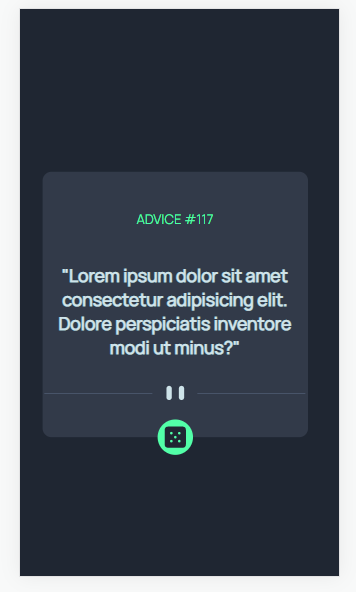 ADVICE #117
"Lorem ipsum dolor sit amet
consectetur adipisicing elit.
Dolore perspiciatis inventore
modi ut minus?"